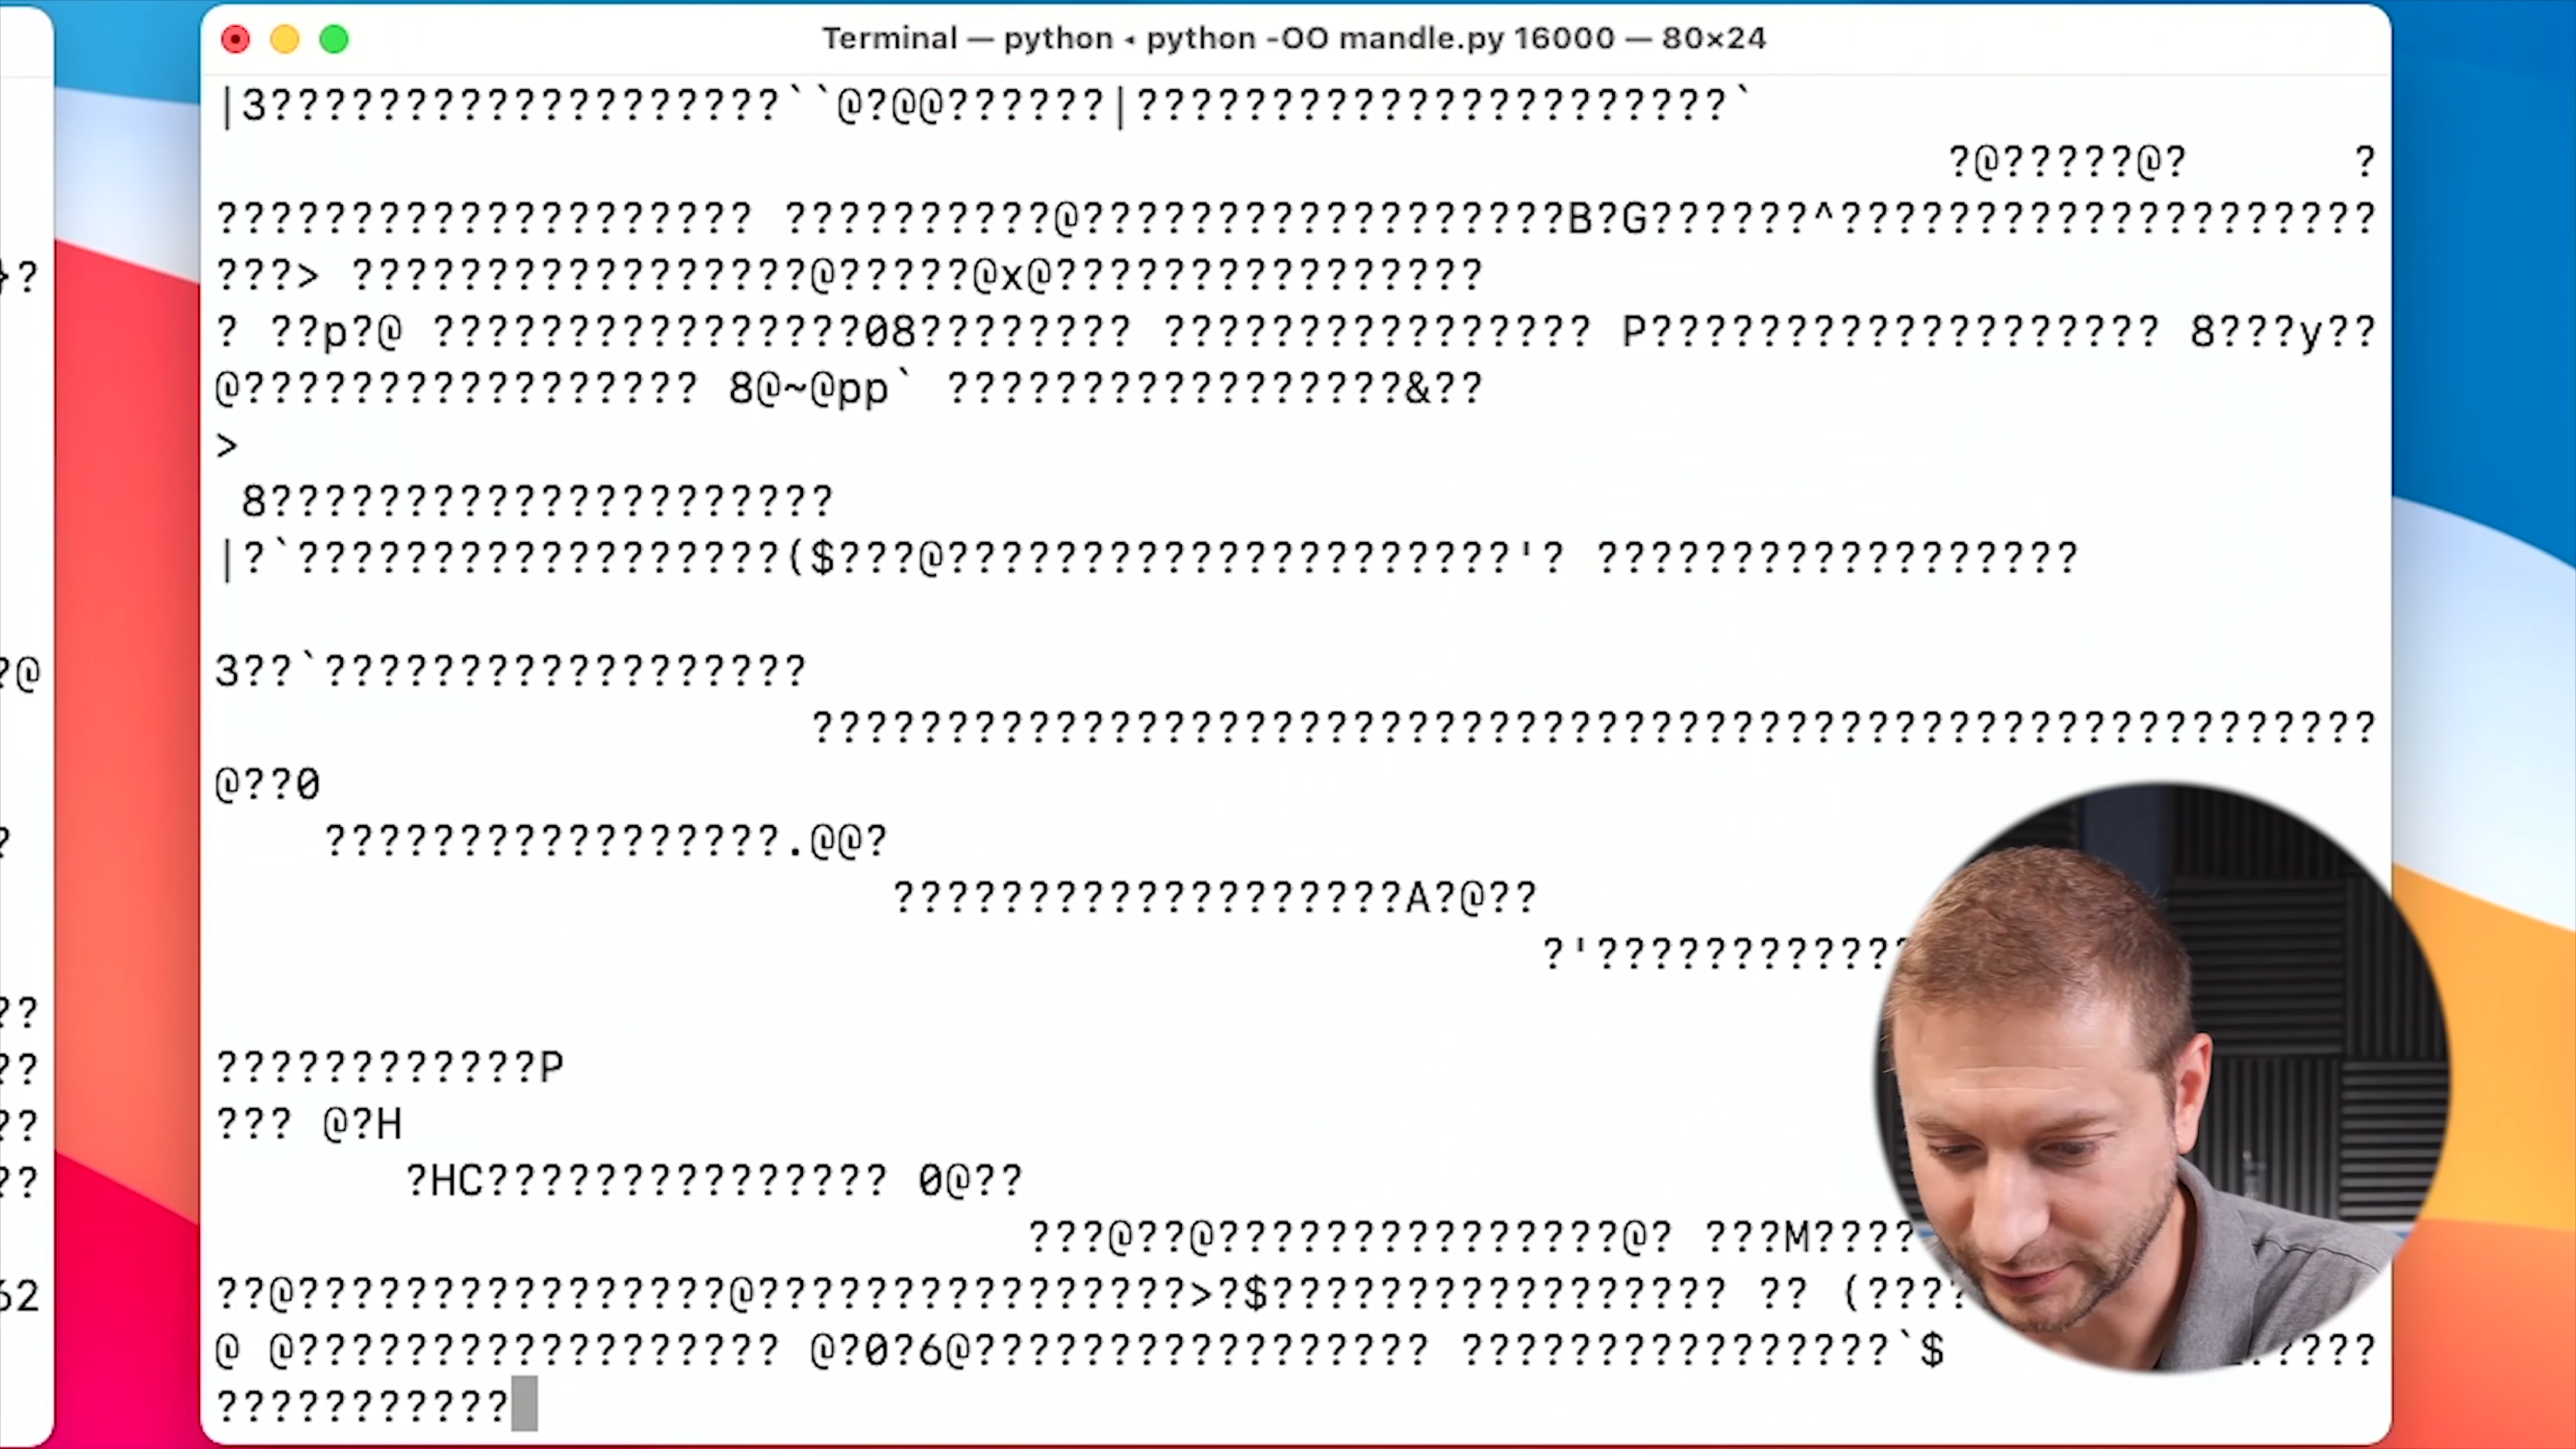 Terminal — python ◂ python -OO mandle.py 16000 — 80×24
|3???????????????????``@?@@??????|??????????????????????`
?@?????@? ?
???????????????????? ??????????@??????????????????B?G??????^????????????????????
???> ?????????????????@?????@x@????????????????
? ??p?@ ????????????????08???????? ???????????????? P??????????????????? 8???y??
@????????????????? 8@~@pp` ?????????????????&??
>
8?????????????????????
|?`???????????????????($???@?????????????????????'? ??????????????????
3??`??????????????????
??????????????????????????????????????????????????????????
@??0
?????????????????.@@?
???????????????????A?@??
?'???????????
????????????P
??? @?H
?HC??????????????? 0@??
???@??@???????????????@? ???M????
??@????????????????@????????????????>?$????????????????? ?? (????
@ @?????????????????? @?0?6@????????????????? ????????????????`$ ????
???????????
}?
?@
?
??
??
??
??
62